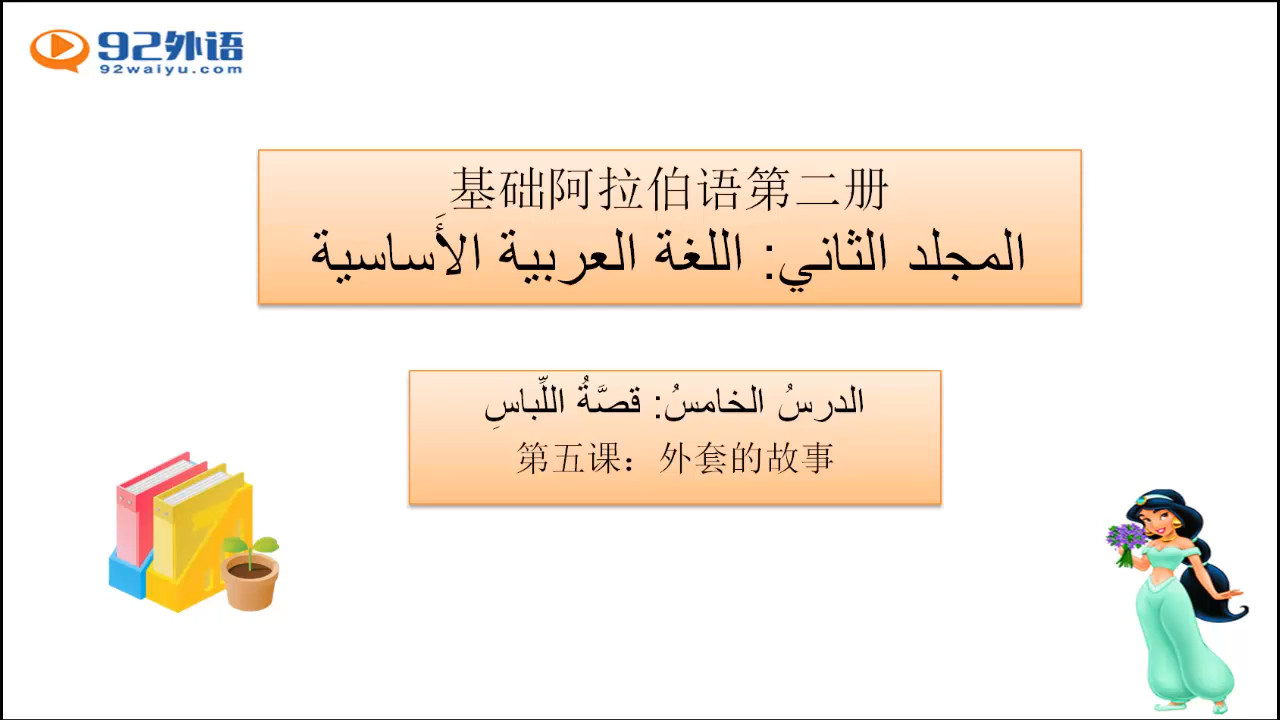 92外语
92waiyu.com
基础阿拉伯语第二册
المجلد الثاني: اللغة العربية الأَساسية
الدرسُ الخامسُ: قصَّةُ اللِّباسِ
第五课：外套的故事